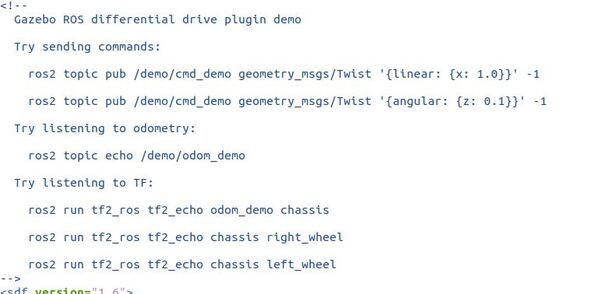 <!--
Gazebo ROS differential drive plugin demo
Try sending commands:
ros2 topic pub /demo/cmd_demo geometry_msgs/Twist '{linear: {x: 1.0}}' -1
ros2 topic pub /demo/cmd_demo geometry_msgs/Twist '{angular: {z: 0.1}}' -1
Try listening to odometry:
ros2 topic echo /demo/odom_demo
Try listening to TF:
ros2 run tf2_ros tf2_echo odom_demo chassis
ros2 run tf2_ros tf2_echo chassis right_wheel
ros2 run tf2_ros tf2_echo chassis left_wheel
-->
<sdf version="1.6">